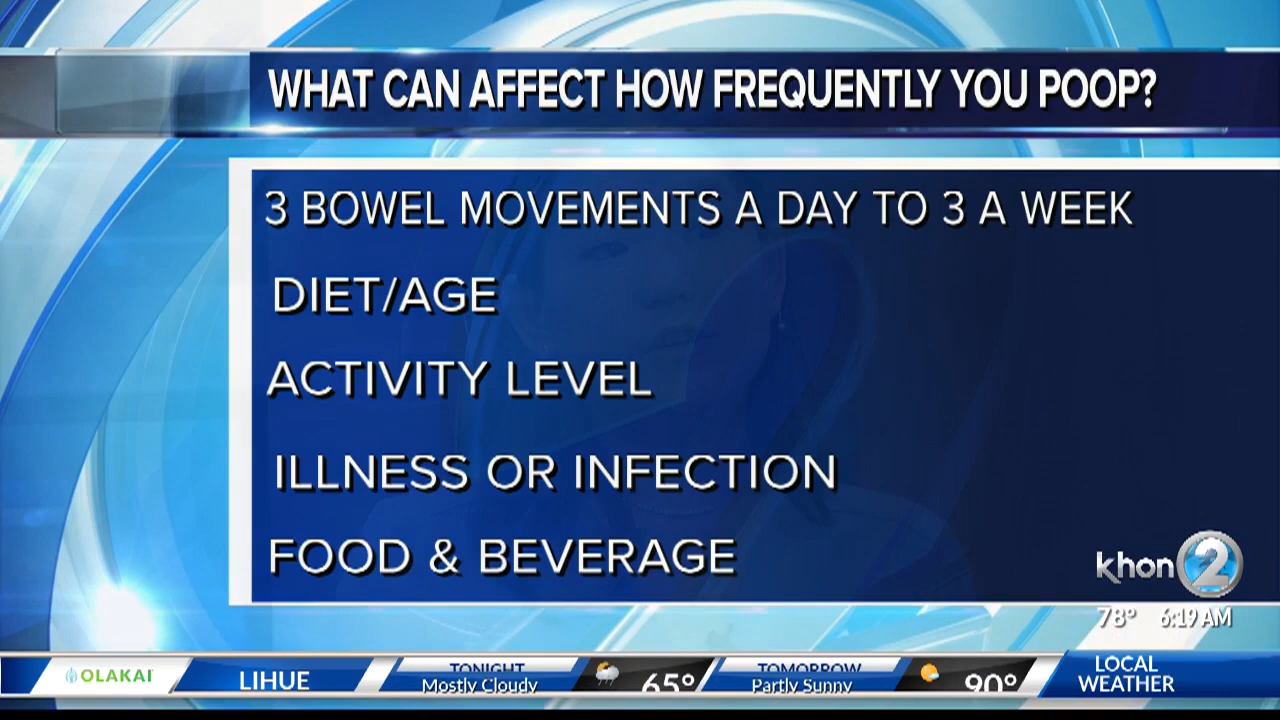 WHAT CAN AFFECT HOW FREQUENTLY YOU POOP?
3 BOWEL MOVEMENTS A DAY TO 3 A WEEK
DIET/AGE
ACTIVITY LEVEL
ILLNESS OR INFECTION
FOOD & BEVERAGE
khon 2
78° 6:19 AM
OLAKAI
LIHUE
TONIGHT
Mostly Cloudy
65°
TOMORROW
Partly Sunny
90°
LOCAL
WEATHER